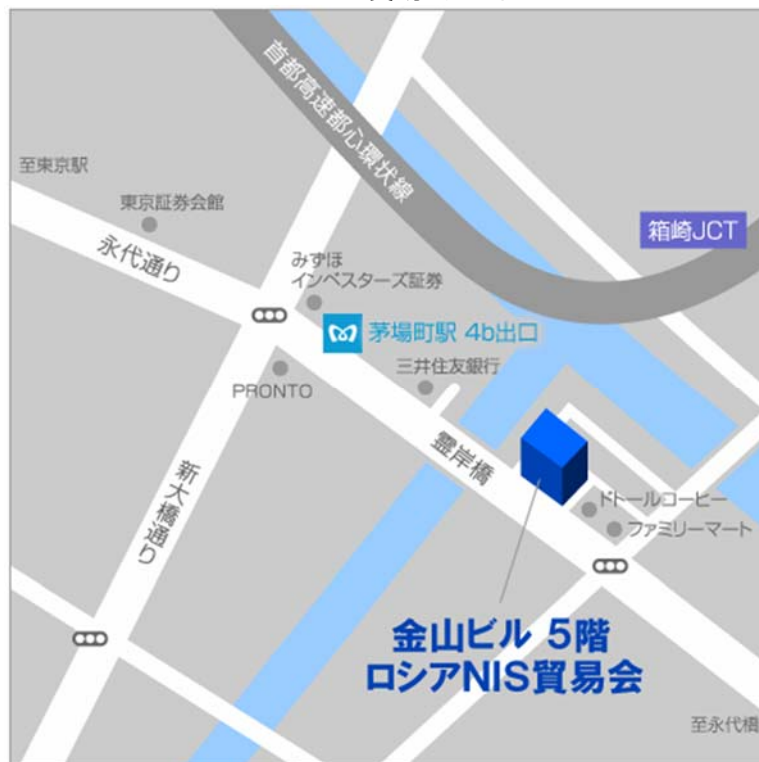 首都高速都心環状線
至東京駅
東京証券会館
永代通り
箱崎JCT
みずほ
インベスターズ証券
茅場町駅 4b出口
三井住友銀行
PRONTO
霊岸橋
新大橋通り
ドトールコーヒー
ファミリーマート
金山ビル 5階
ロシアNIS貿易会
至永代橋